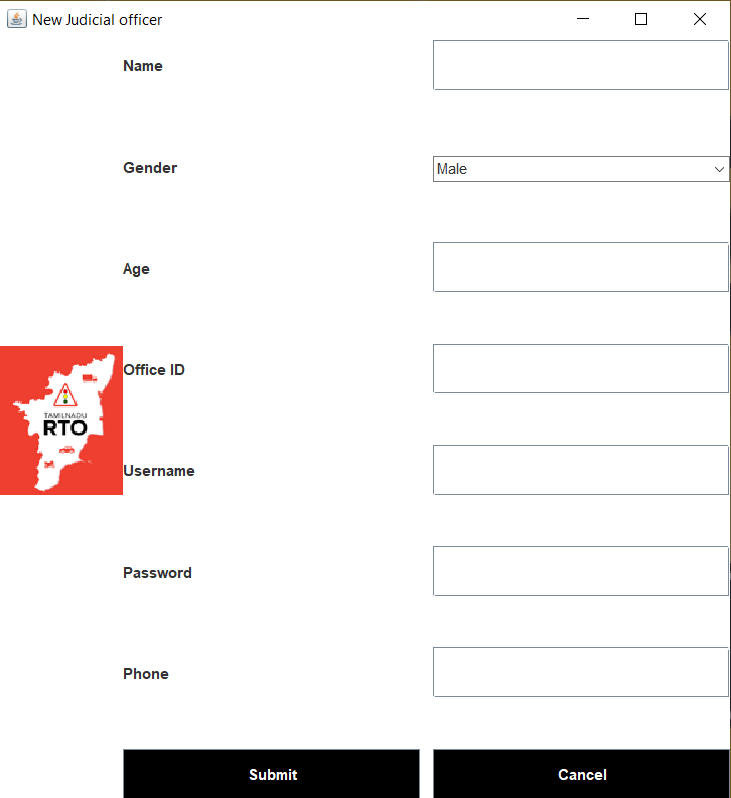 New Judicial officer
Name
Gender
Male
Age
Office ID
TAMILNADU
RTO
Username
Password
Phone
Submit
Cancel